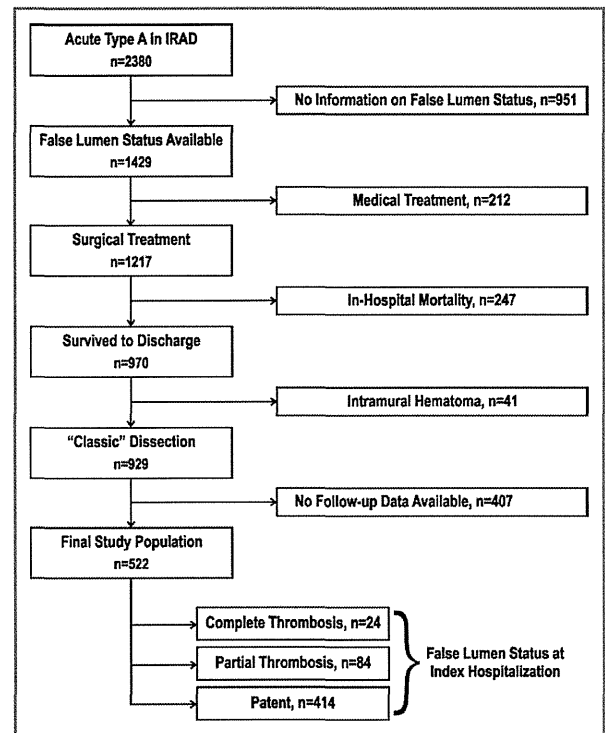 Acute Type A in IRAD
n=2380
No Information on False Lumen Status, n=951
False Lumen Status Available
n=1429
Medical Treatment, n=212
Surgical Treatment
n=1217
In-Hospital Mortality, n=247
Survived to Discharge
n=970
Intramural Hematoma, n=41
"Classic" Dissection
n=929
No Follow-up Data Available, n=407
Final Study Population
n=522
Complete Thrombosis, n=24
Partial Thrombosis, n=84
Patent, n=414
False Lumen Status at
Index Hospitalization